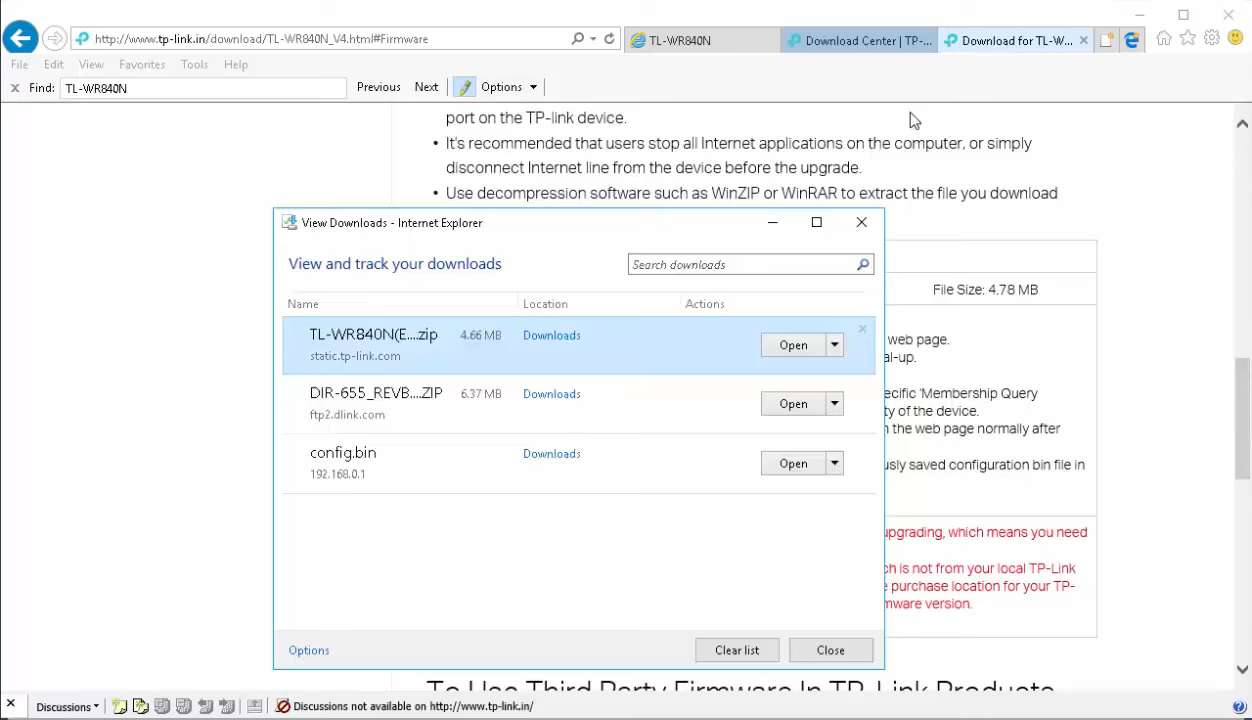 http://www.tp-link.in/download/TL-WR840N_V4.html#Firmware
TL-WR840N
Download Center | TP-...
Download for TL-W...
File Edit View Favorites Tools Help
Find: TL-WR840N Previous Next Options
port on the TP-link device.
• It's recommended that users stop all Internet applications on the computer, or simply
disconnect Internet line from the device before the upgrade.
• Use decompression software such as WinZIP or WinRAR to extract the file you download
View Downloads - Internet Explorer
View and track your downloads
Search downloads
Name Location Actions
TL-WR840N(E....zip 4.66 MB Downloads Open
static.tp-link.com
DIR-655_REVB....ZIP 6.37 MB Downloads Open
ftp2.dlink.com
config.bin Downloads Open
192.168.0.1
Options Clear list Close
File Size: 4.78 MB
web page.
al-up.
ecific 'Membership Query
ty of the device.
n the web page normally after
usly saved configuration bin file in
upgrading, which means you need
ch is not from your local TP-Link
e purchase location for your TP-
mware version.
To Use Third Party Firmware In TP-Link Products
Discussions Discussions not available on http://www.tp-link.in/